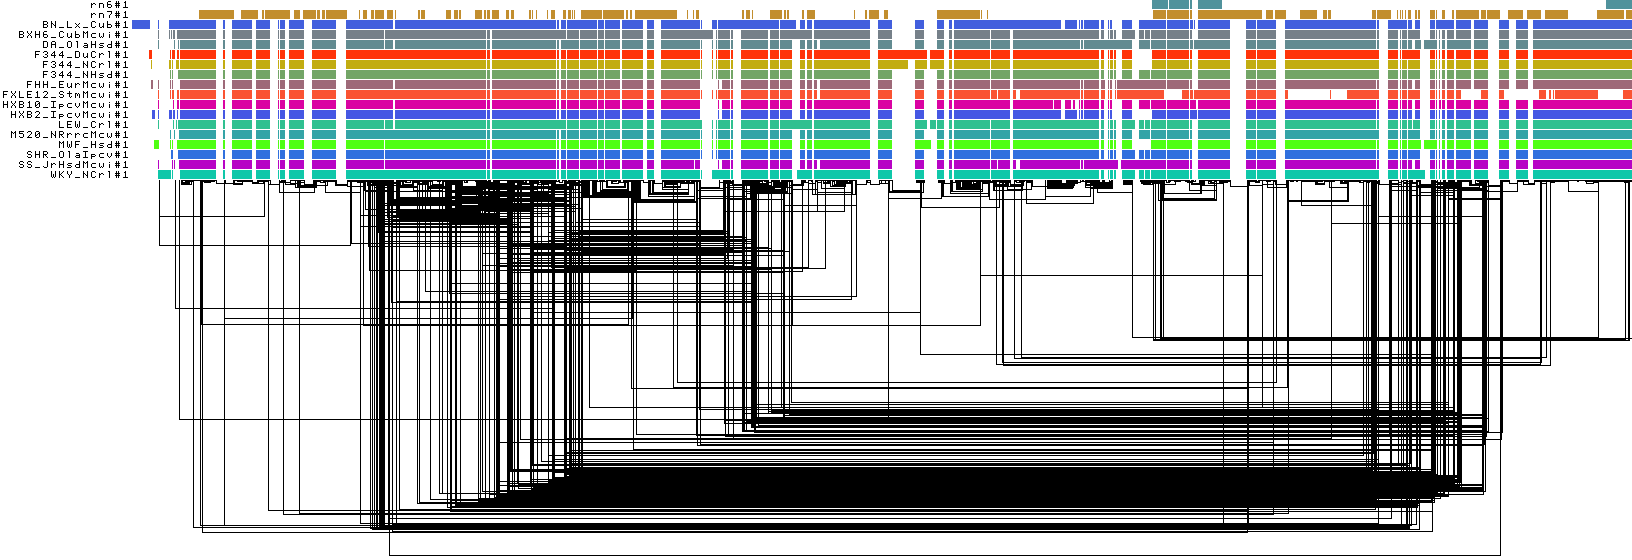 rn6#1
rn7#1
BN_Lx_Cub#1
BXH6_CubMcwi#1
DA_OlaHsd#1
F344_DuCrl#1
F344_NCrl#1
F344_NHsd#1
FHH_EurMcwi#1
FXLE12_StmMcwi#1
HXB10_IpcvMcwi#1
HXB2_IpcvMcwi#1
LEW_Crl#1
M520_NRrrcMcw#1
MWF_Hsd#1
SHR_OlaIpcv#1
SS_JrHsdMcwi#1
WKY_NCrl#1